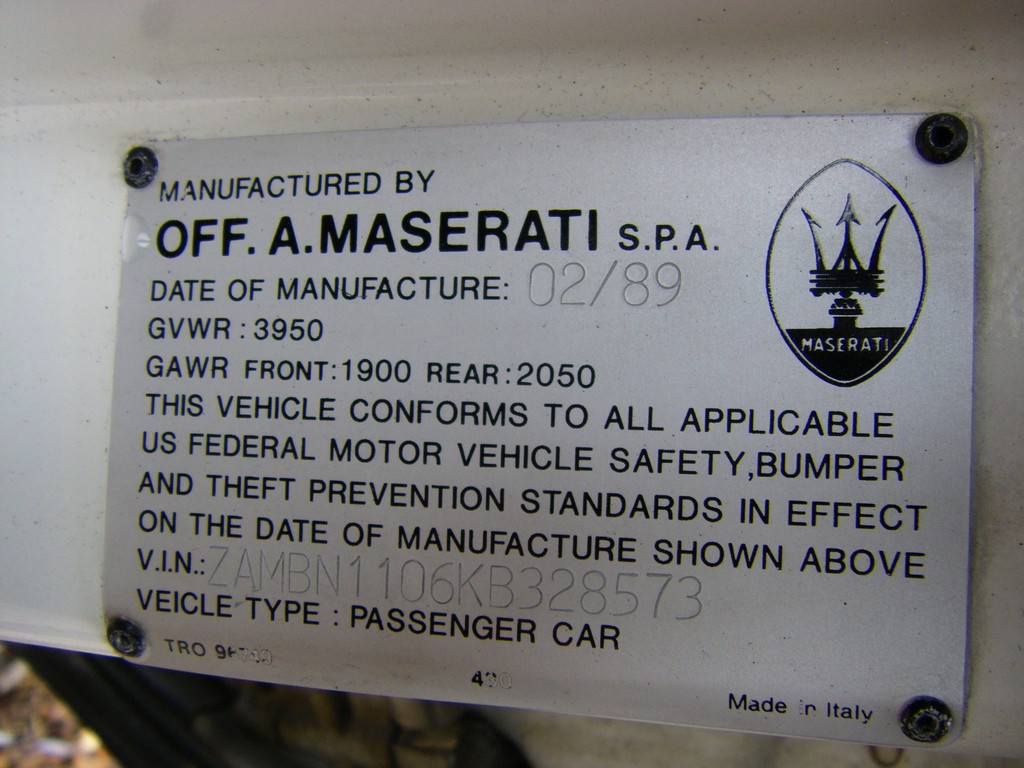 MANUFACTURED BY
OFF. A.MASERATI S.P.A.
DATE OF MANUFACTURE: 02/89
GVWR : 3950
GAWR FRONT:1900 REAR:2050
MASERATI
THIS VEHICLE CONFORMS TO ALL APPLICABLE
US FEDERAL MOTOR VEHICLE SAFETY,BUMPER
AND THEFT PREVENTION STANDARDS IN EFFECT
ON THE DATE OF MANUFACTURE SHOWN ABOVE
V.I.N.: ZAMBN1106KB328573
VEICLE TYPE : PASSENGER CAR
TRO
Made in Italy